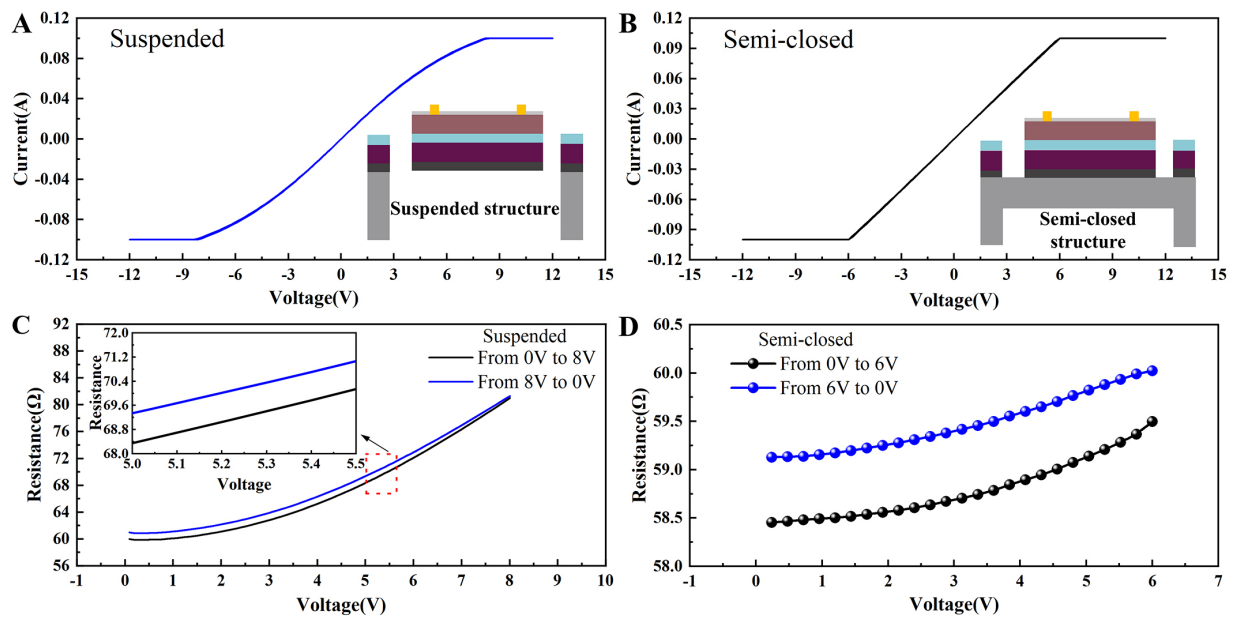 A
Suspended
Current(A)
0.12
0.08
0.04
0.00
-0.04
-0.08
-0.12
Suspended structure
-15 -12 -9 -6 -3 0 3 6 9 12 15
Voltage(V)
B
Semi-closed
Current(A)
0.12
0.09
0.06
0.03
0.00
-0.03
-0.06
-0.09
-0.12
Semi-closed
structure
-15 -12 -9 -6 -3 0 3 6 9 12 15
Voltage(V)
C
Resistance(Ω)
92
88
84
80
76
72
68
64
60
56
Resistance
72.0
71.2
70.4
69.6
68.8
68.0
5.0 5.1 5.2 5.3 5.4 5.5
Voltage
Suspended
From 0V to 8V
From 8V to 0V
-1 0 1 2 3 4 5 6 7 8 9 10
Voltage(V)
D
Resistance(Ω)
60.5
60.0
59.5
59.0
58.5
58.0
Semi-closed
From 0V to 6V
From 6V to 0V
-1 0 1 2 3 4 5 6 7
Voltage(V)